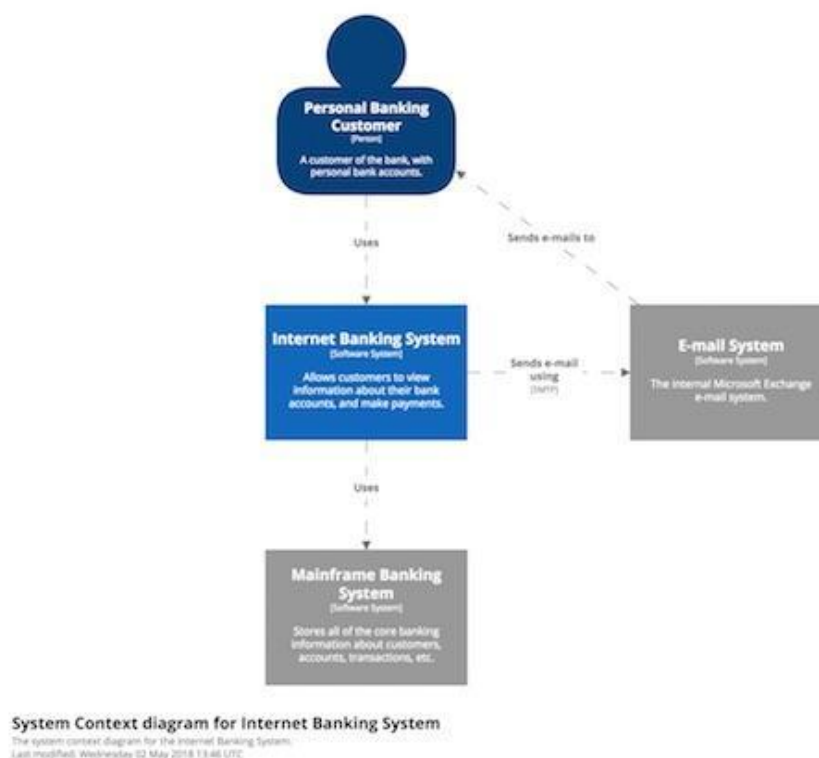 Personal Banking
Customer
[Person]
A customer of the bank, with
personal bank accounts.
Sends e-mails to
Uses
Internet Banking System
[Software System]
Allows customers to view
information about their bank
accounts, and make payments.
Sends e-mail
using
[SMTP]
E-mail System
[Software System]
The internal Microsoft Exchange
e-mail system.
Uses
Mainframe Banking
System
[Software System]
Stores all of the core banking
information about customers,
accounts, transactions, etc.
System Context diagram for Internet Banking System
The system context diagram for the Internet Banking System.
Last modified: Wednesday 02 May 2018 13:46 UTC